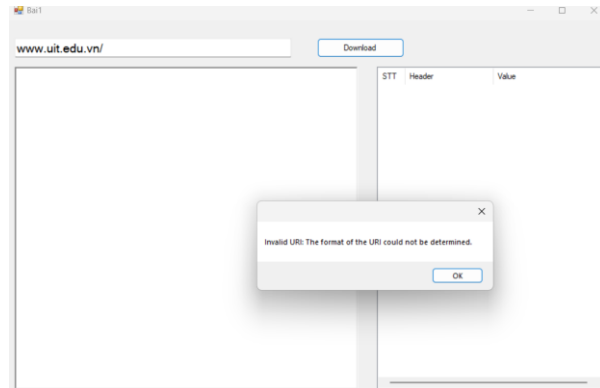 Bai1
www.uit.edu.vn/
Download
STT Header Value
Invalid URI: The format of the URI could not be determined.
OK